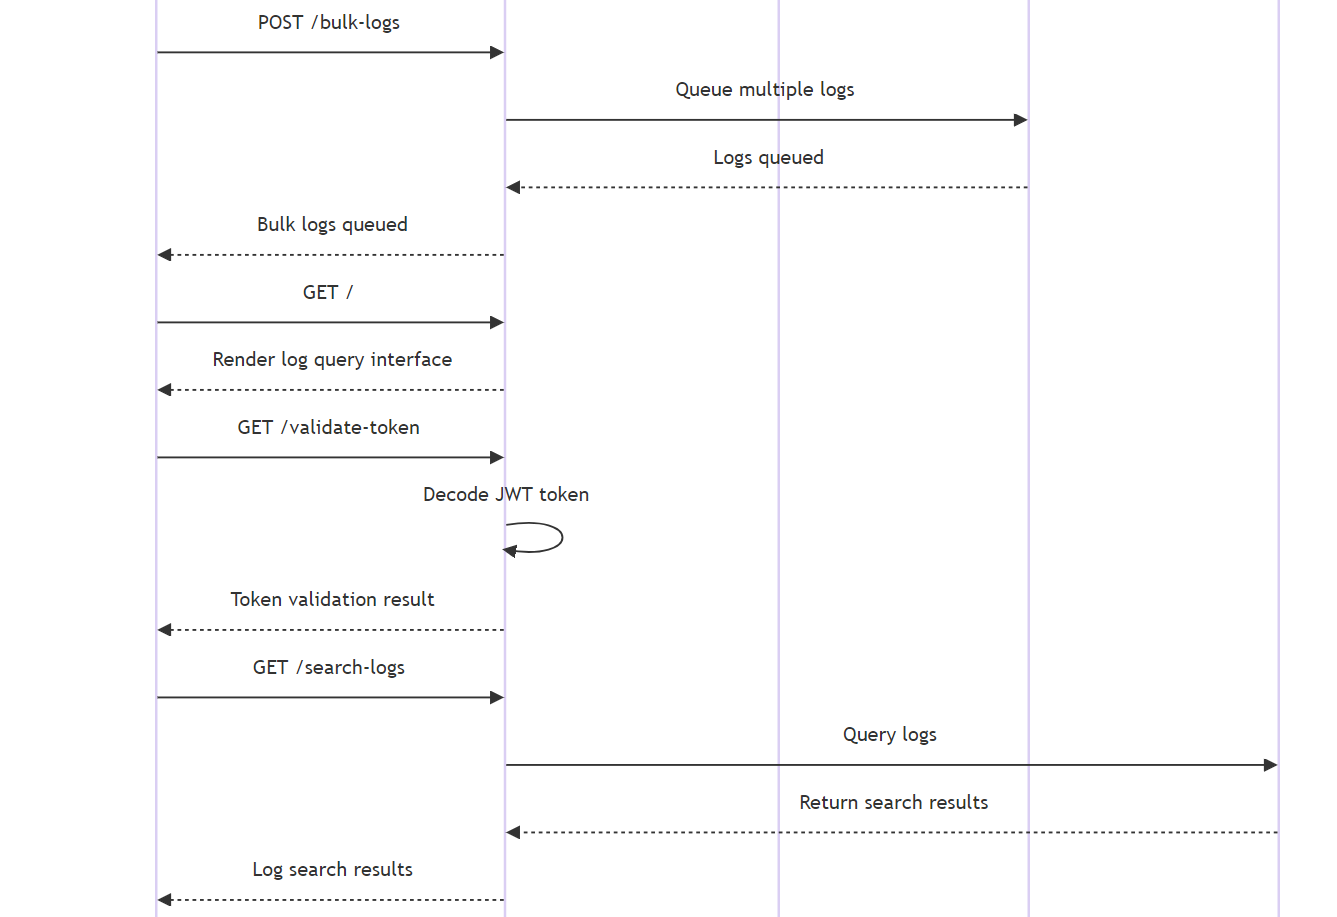 POST /bulk-logs
Queue multiple logs
Logs queued
Bulk logs queued
GET /
Render log query interface
GET /validate-token
Decode JWT token
Token validation result
GET /search-logs
Query logs
Return search results
Log search results